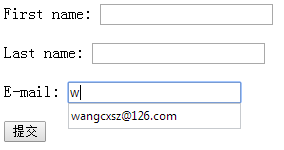 First name:
Last name:
E-mail: w
wangcxsz@126.com
提交